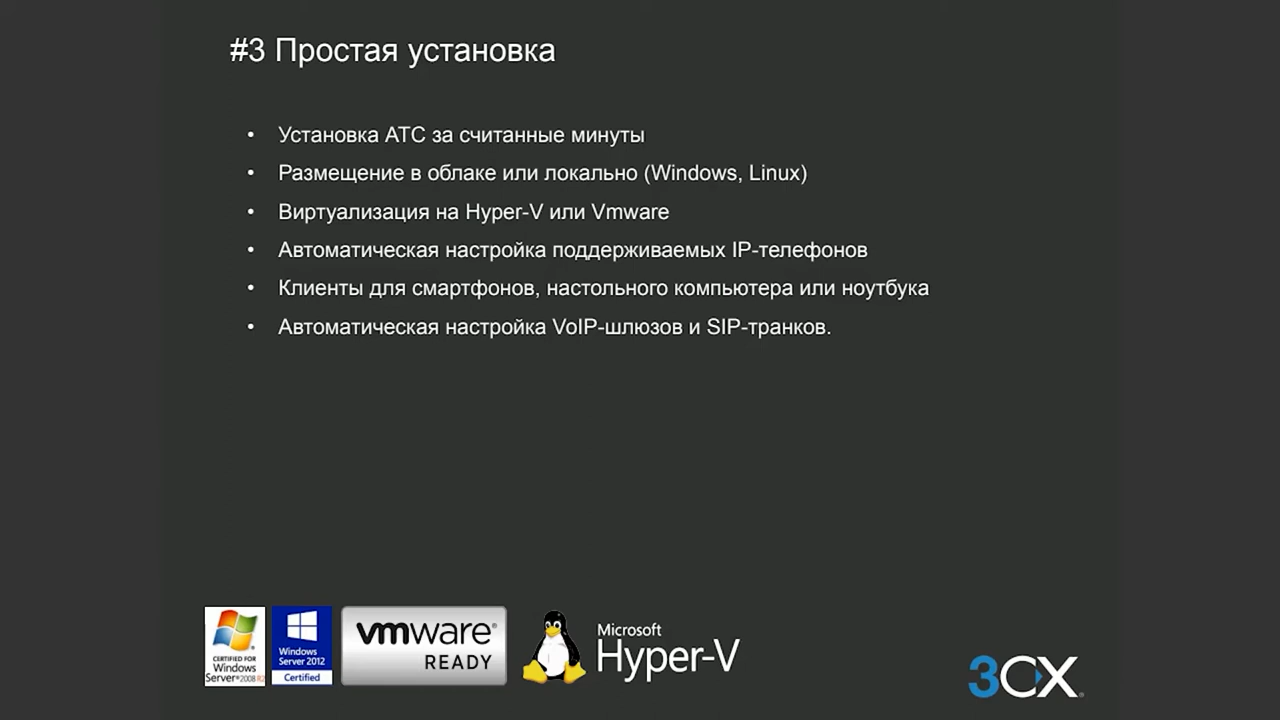 #3 Простая установка
• Установка АТС за считанные минуты
• Размещение в облаке или локально (Windows, Linux)
• Виртуализация на Hyper-V или Vmware
• Автоматическая настройка поддерживаемых IP-телефонов
• Клиенты для смартфонов, настольного компьютера или ноутбука
• Автоматическая настройка VoIP-шлюзов и SIP-транков.
CERTIFIED FOR
Windows
Server®2008 R2
Windows
Server 2012
Certified
vmware®
READY
Microsoft
Hyper-V
3CX®